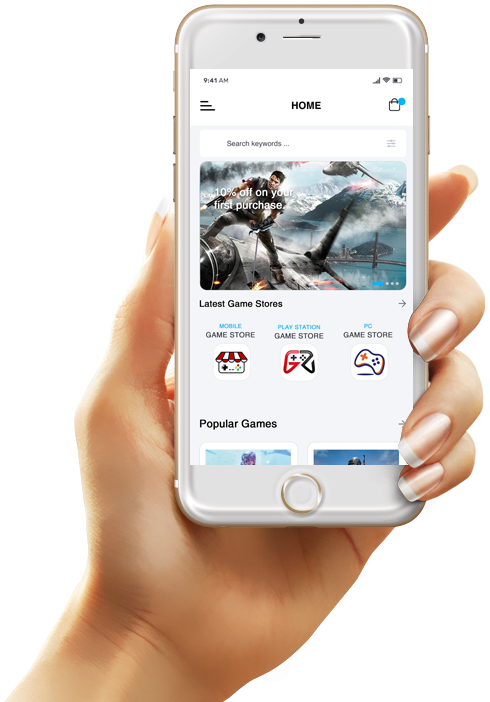 9:41 AM
HOME
Search keywords ...
10% off on your
first purchase.
Latest Game Stores
MOBILE
GAME STORE
PLAY STATION
GAME STORE
PC
GAME STORE
Popular Games